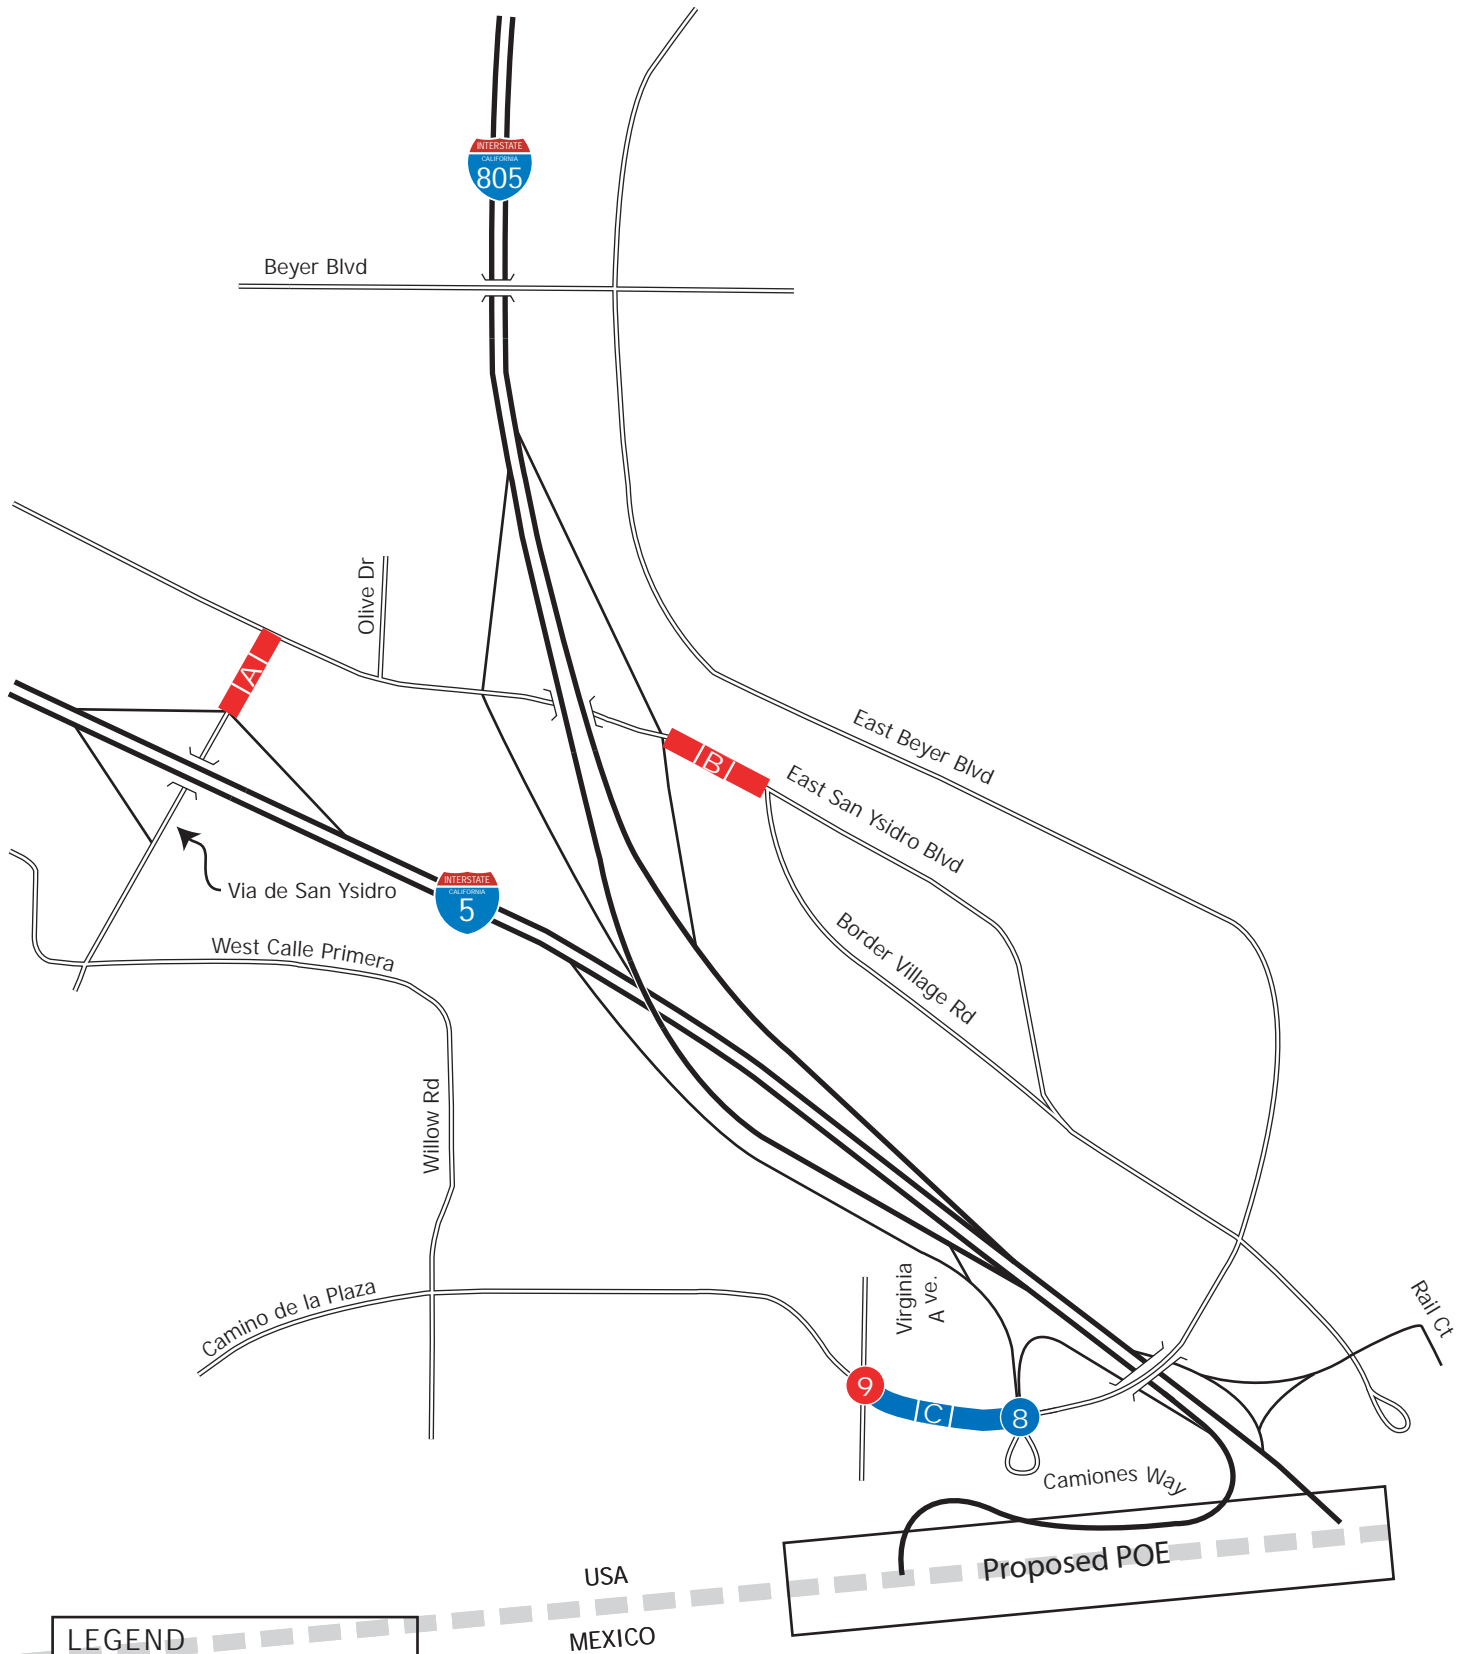 INTERSTATE
CALIFORNIA
805
Beyer Blvd
Olive Dr
A
B
East Beyer Blvd
East San Ysidro Blvd
INTERSTATE
CALIFORNIA
5
Via de San Ysidro
West Calle Primera
Border Village Rd
Willow Rd
Camino de la Plaza
Virginia
A ve.
Rail Ct
9
C
8
Camiones Way
Proposed POE
USA
MEXICO
LEGEND